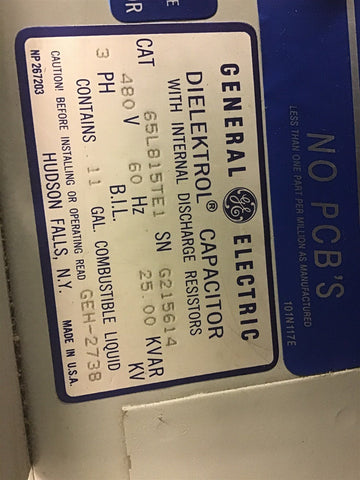 GENERAL GE ELECTRIC
DIELEKTROL® CAPACITOR
WITH INTERNAL DISCHARGE RESISTORS
CAT 65L815TE1 SN G215614
480 V 60 Hz 25.00 KVAR
3 PH B.I.L. KV
CONTAINS .11 GAL. COMBUSTIBLE LIQUID
CAUTION! BEFORE INSTALLING OR OPERATING READ GEH-2738
NP 267203 HUDSON FALLS, N.Y. MADE IN U.S.A.
NO PCB'S
LESS THAN ONE PART PER MILLION AS MANUFACTURED
101N117E